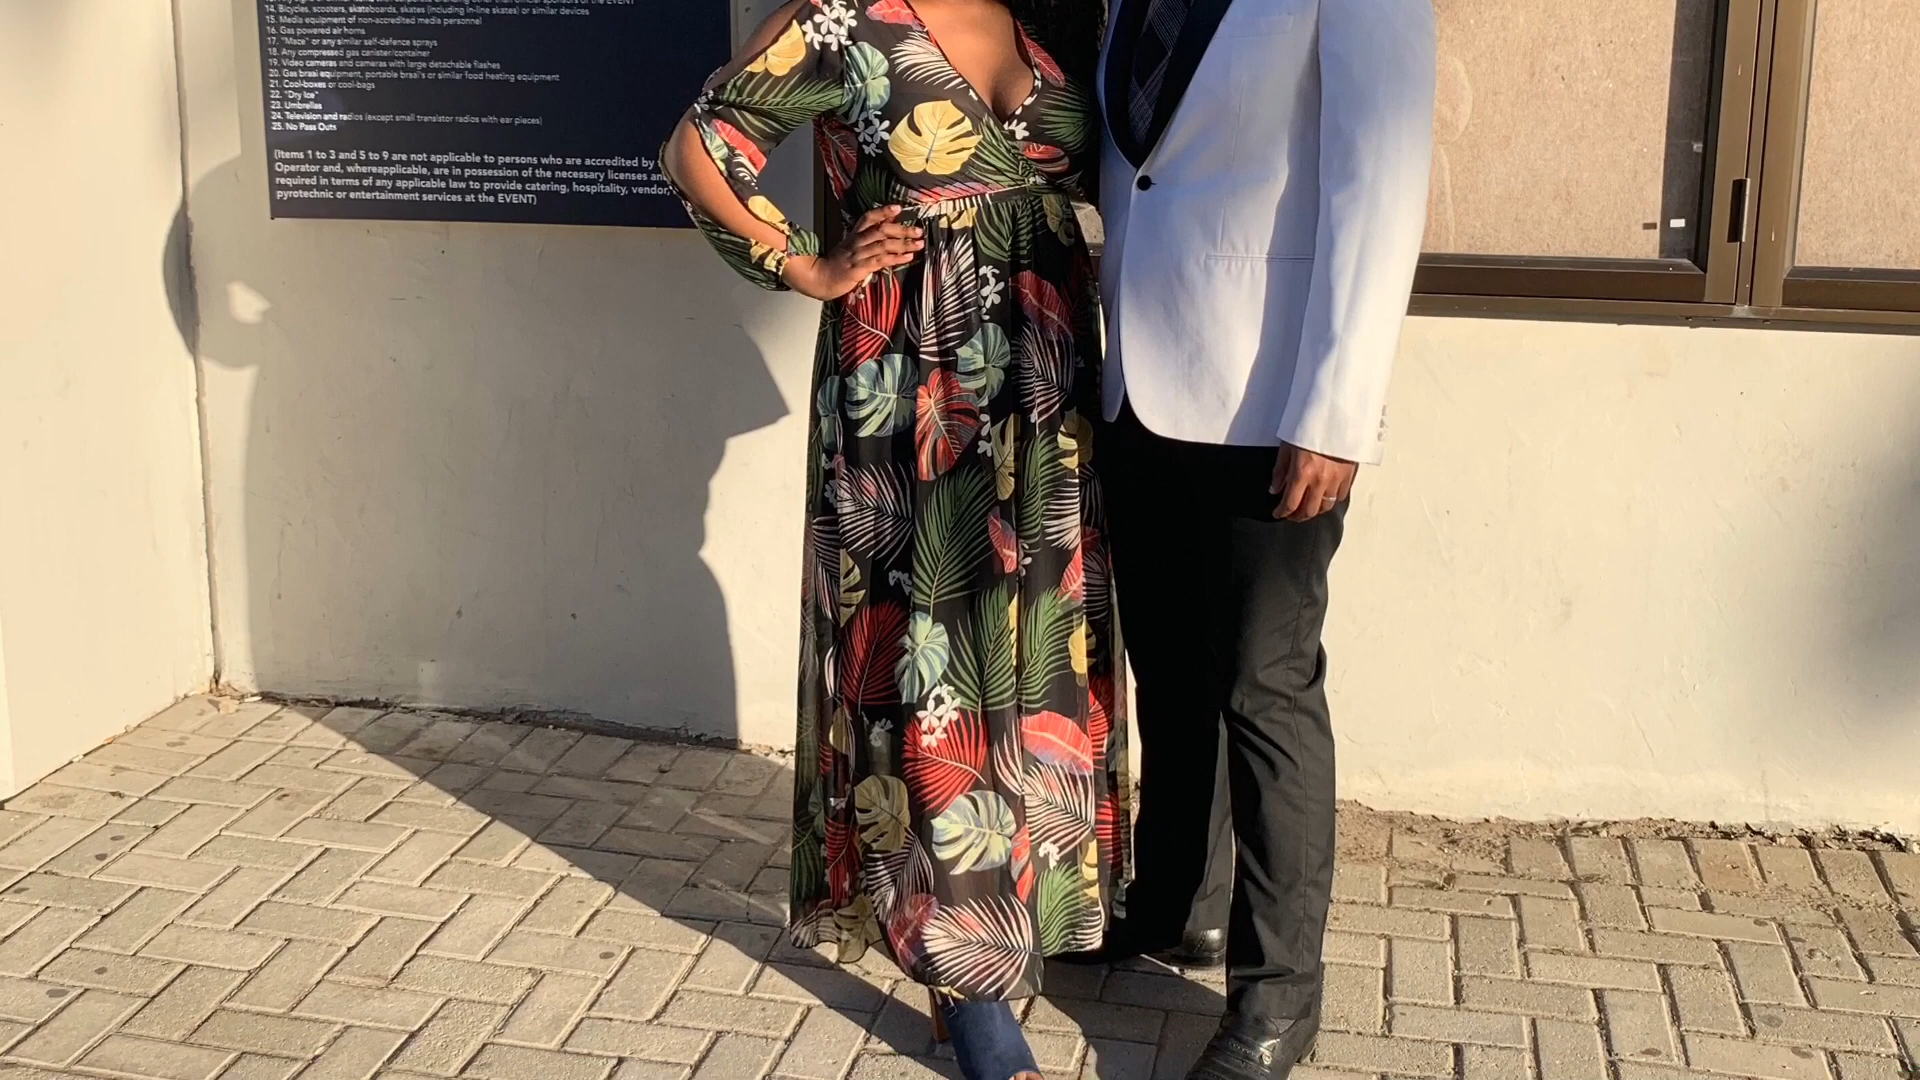 14. Bicycles, scooters, skateboards, skates (including in-line skates) or similar devices
15. Media equipment of non-accredited media personnel
16. Gas powered air horns
17. "Mace" or any similar self-defence sprays
18. Any compressed gas canister/container
19. Video cameras and cameras with large detachable flashes
20. Gas braai equipment, portable braai's or similar food heating equipment
21. Cool-boxes or cool-bags
22. "Dry Ice"
23. Umbrellas
24. Television and radios (except small transistor radios with ear pieces)
25. No Pass Outs
(Items 1 to 3 and 5 to 9 are not applicable to persons who are accredited by
Operator and, whereapplicable, are in possession of the necessary licenses an
required in terms of any applicable law to provide catering, hospitality, vendor,
pyrotechnic or entertainment services at the EVENT)